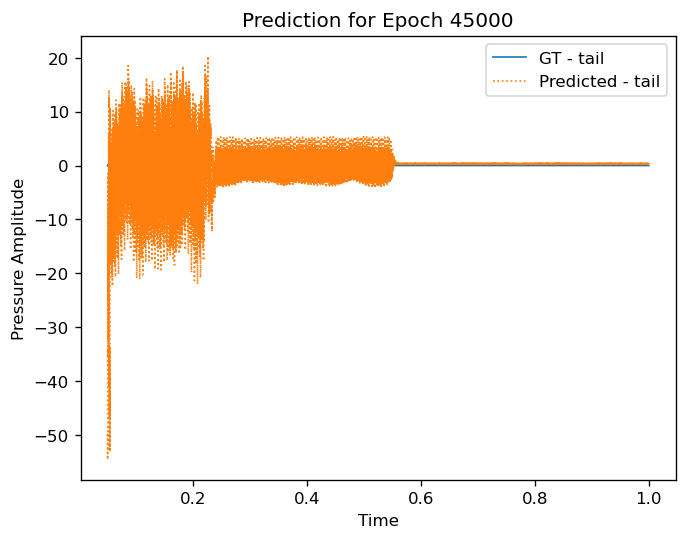 Prediction for Epoch 45000
GT - tail
Predicted - tail
Pressure Amplitude
20
10
0
−10
−20
−30
−40
−50
0.2
0.4
0.6
0.8
1.0
Time